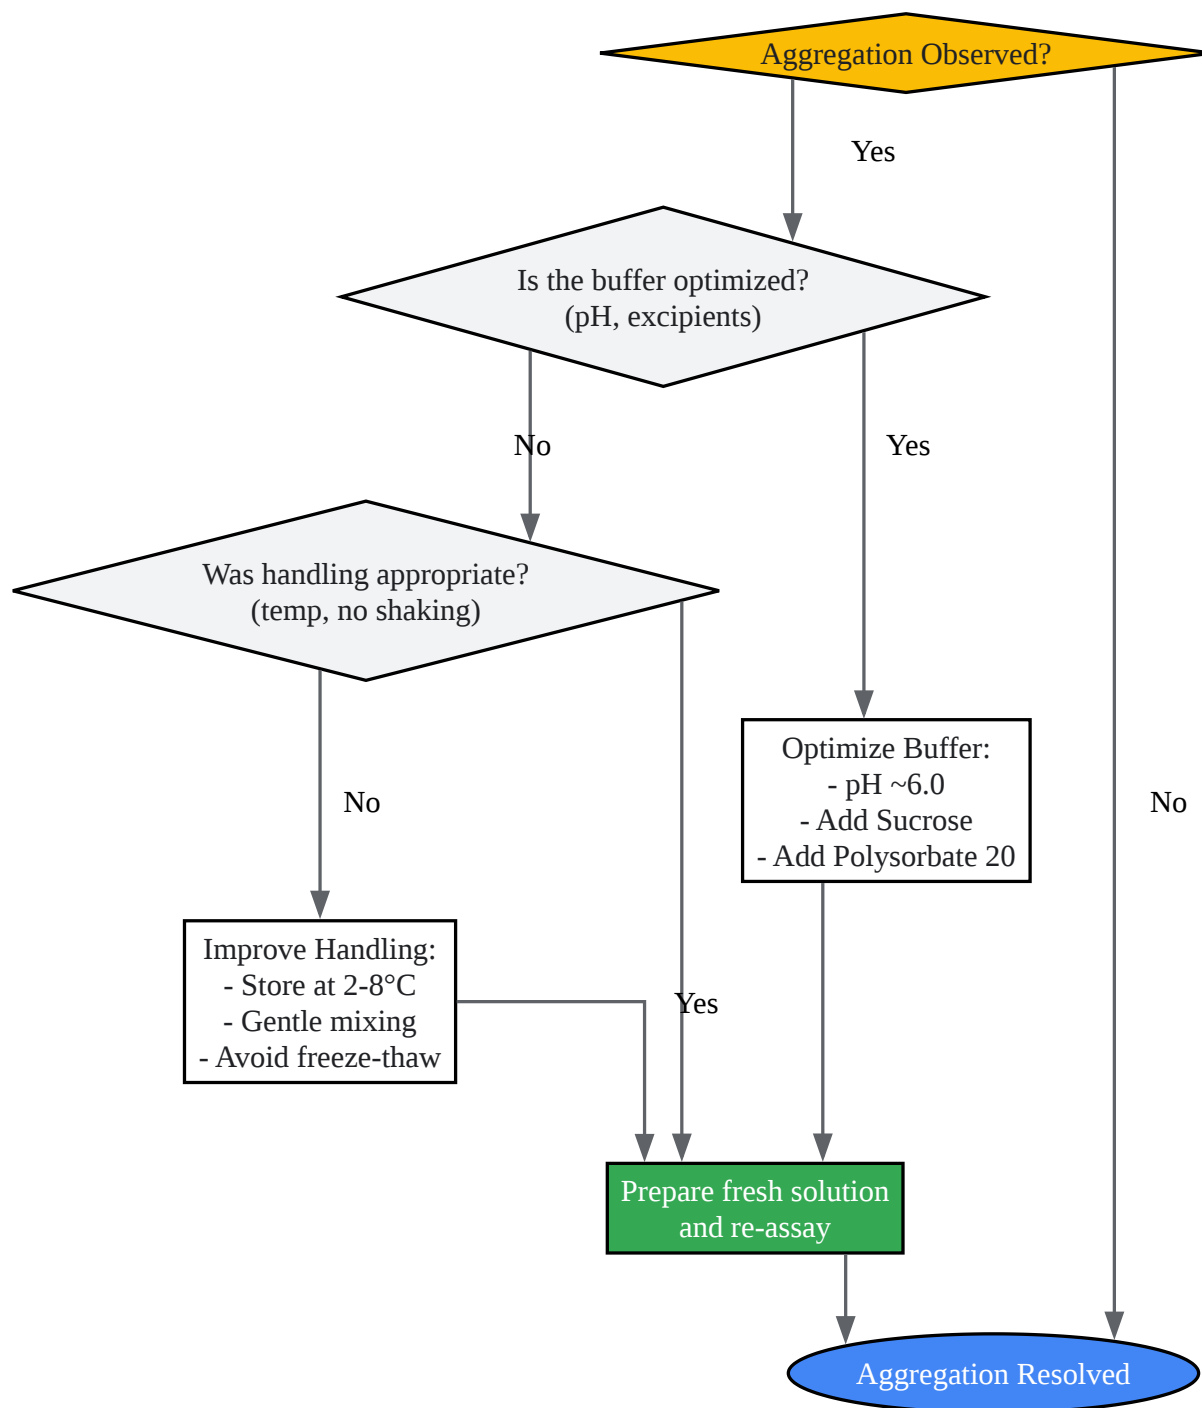 Aggregation Observed?
Yes
Is the buffer optimized?
(pH, excipients)
No
Yes
Was handling appropriate?
(temp, no shaking)
Optimize Buffer:
- pH ~6.0
- Add Sucrose
- Add Polysorbate 20
No
No
Improve Handling:
- Store at 2-8°C
- Gentle mixing
- Avoid freeze-thaw
Yes
Prepare fresh solution
and re-assay
Aggregation Resolved